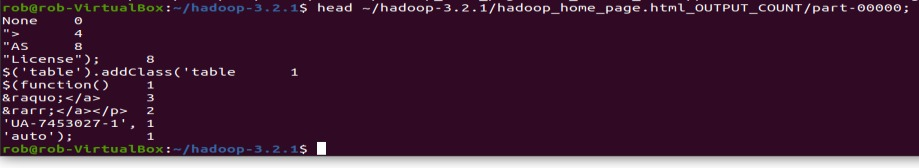 rob@rob-VirtualBox:~/hadoop-3.2.1$ head ~/hadoop-3.2.1/hadoop_home_page.html_OUTPUT_COUNT/part-00000;
None	0
">	4
"AS	8
"License");	8
$('table').addClass('table	1
$(function()	1
&raquo;</a>	3
&rarr;</a></p>	2
'UA-7453027-1',	1
'auto');	1
rob@rob-VirtualBox:~/hadoop-3.2.1$